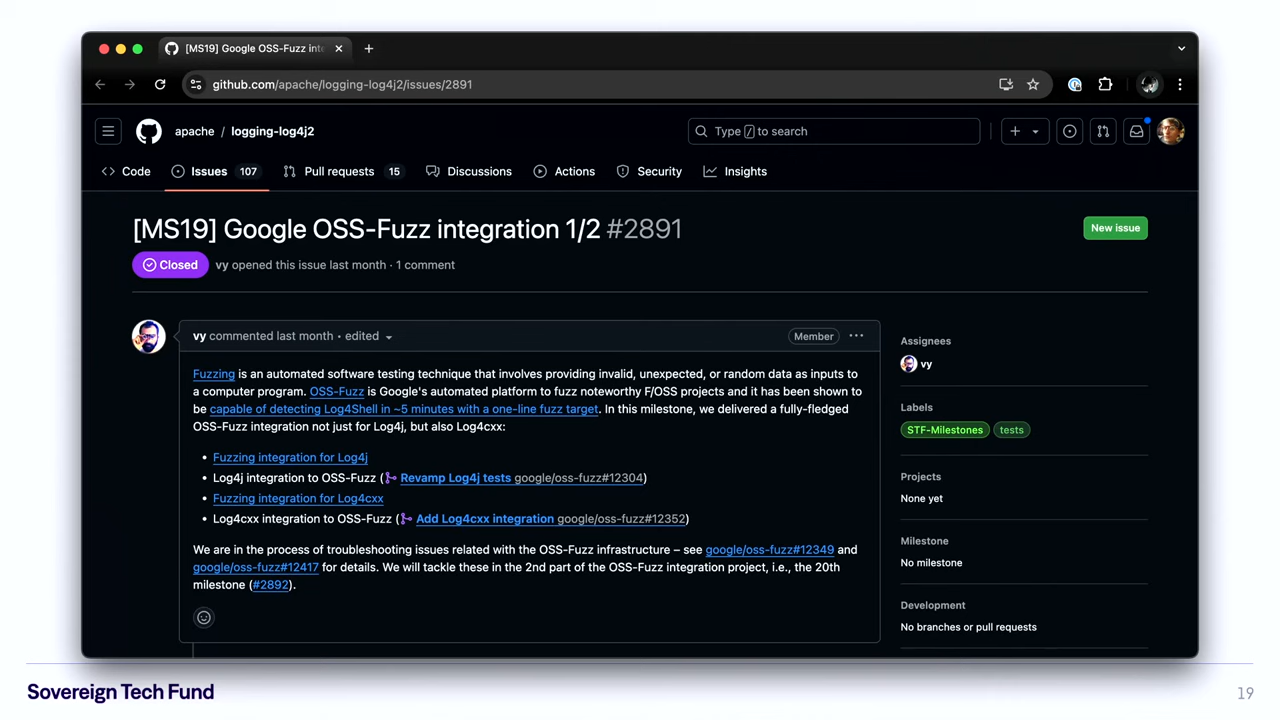 [MS19] Google OSS-Fuzz inte
github.com/apache/logging-log4j2/issues/2891
apache / logging-log4j2
Type / to search
Code
Issues 107
Pull requests 15
Discussions
Actions
Security
Insights
[MS19] Google OSS-Fuzz integration 1/2 #2891
New issue
Closed
vy opened this issue last month · 1 comment
vy commented last month • edited
Member
Fuzzing is an automated software testing technique that involves providing invalid, unexpected, or random data as inputs to
a computer program. OSS-Fuzz is Google's automated platform to fuzz noteworthy F/OSS projects and it has been shown to
be capable of detecting Log4Shell in ~5 minutes with a one-line fuzz target. In this milestone, we delivered a fully-fledged
OSS-Fuzz integration not just for Log4j, but also Log4cxx:
• Fuzzing integration for Log4j
• Log4j integration to OSS-Fuzz (Revamp Log4j tests google/oss-fuzz#12304)
• Fuzzing integration for Log4cxx
• Log4cxx integration to OSS-Fuzz (Add Log4cxx integration google/oss-fuzz#12352)
We are in the process of troubleshooting issues related with the OSS-Fuzz infrastructure – see google/oss-fuzz#12349 and
google/oss-fuzz#12417 for details. We will tackle these in the 2nd part of the OSS-Fuzz integration project, i.e., the 20th
milestone (#2892).
Assignees
vy
Labels
STF-Milestones tests
Projects
None yet
Milestone
No milestone
Development
No branches or pull requests
Sovereign Tech Fund
19